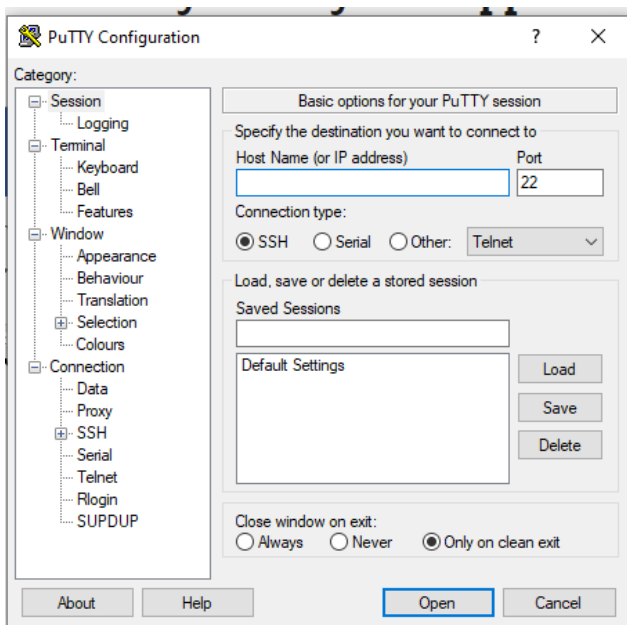 PuTTY Configuration
?
Category:
Session
Logging
Terminal
Keyboard
Bell
Features
Window
Appearance
Behaviour
Translation
Selection
Colours
Connection
Data
Proxy
SSH
Serial
Telnet
Rlogin
SUPDUP
Basic options for your PuTTY session
Specify the destination you want to connect to
Host Name (or IP address) Port
22
Connection type:
SSH Serial Other: Telnet
Load, save or delete a stored session
Saved Sessions
Default Settings
Load
Save
Delete
Close window on exit:
Always Never Only on clean exit
About Help Open Cancel